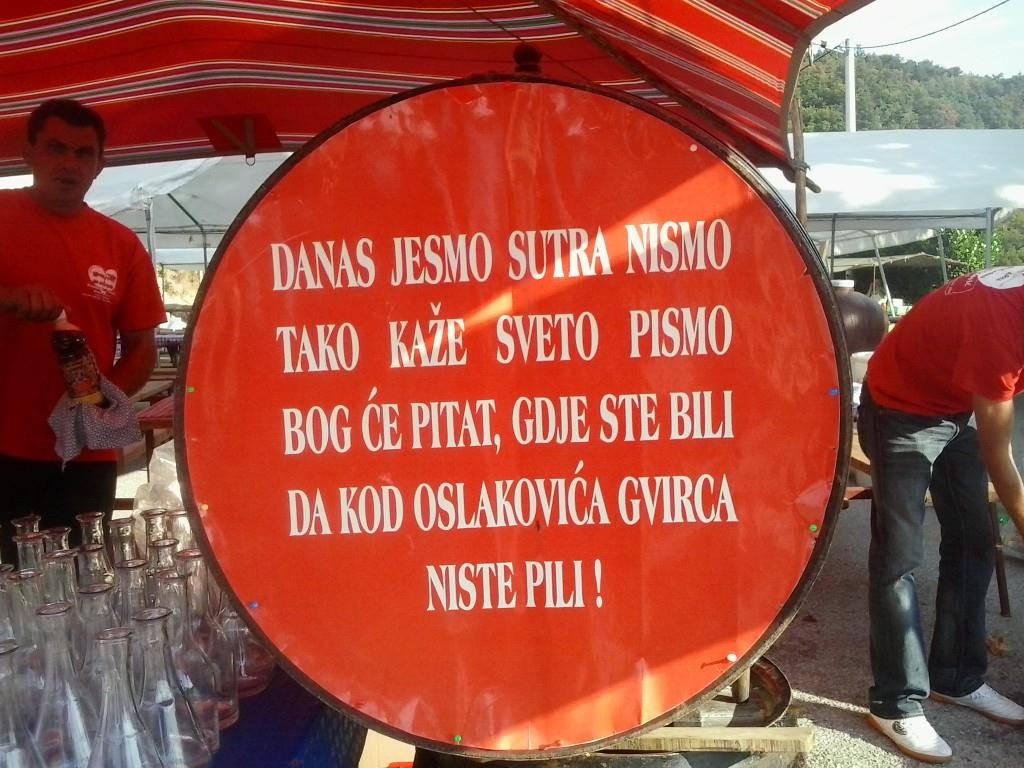 DANAS JESMO SUTRA NISMO
TAKO KAŽE SVETO PISMO
BOG ĆE PITAT, GDJE STE BILI
DA KOD OSLAKOVIĆA GVIRCA
NISTE PILI !